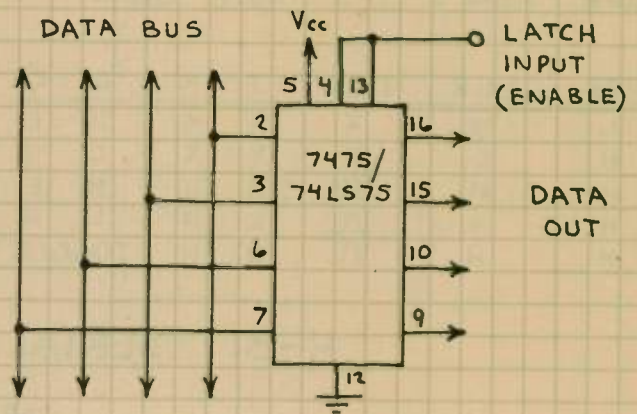 DATA BUS
Vcc
LATCH
INPUT
(ENABLE)
5 4 13
2 16
7475/
74LS75
3 15
DATA
OUT
6 10
7 9
12